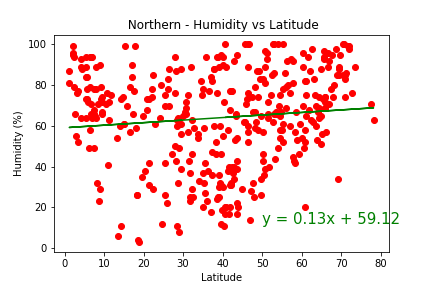 Northern - Humidity vs Latitude
100
80
60
40
20
0
Humidity (%)
y = 0.13x + 59.12
0 10 20 30 40 50 60 70 80
Latitude